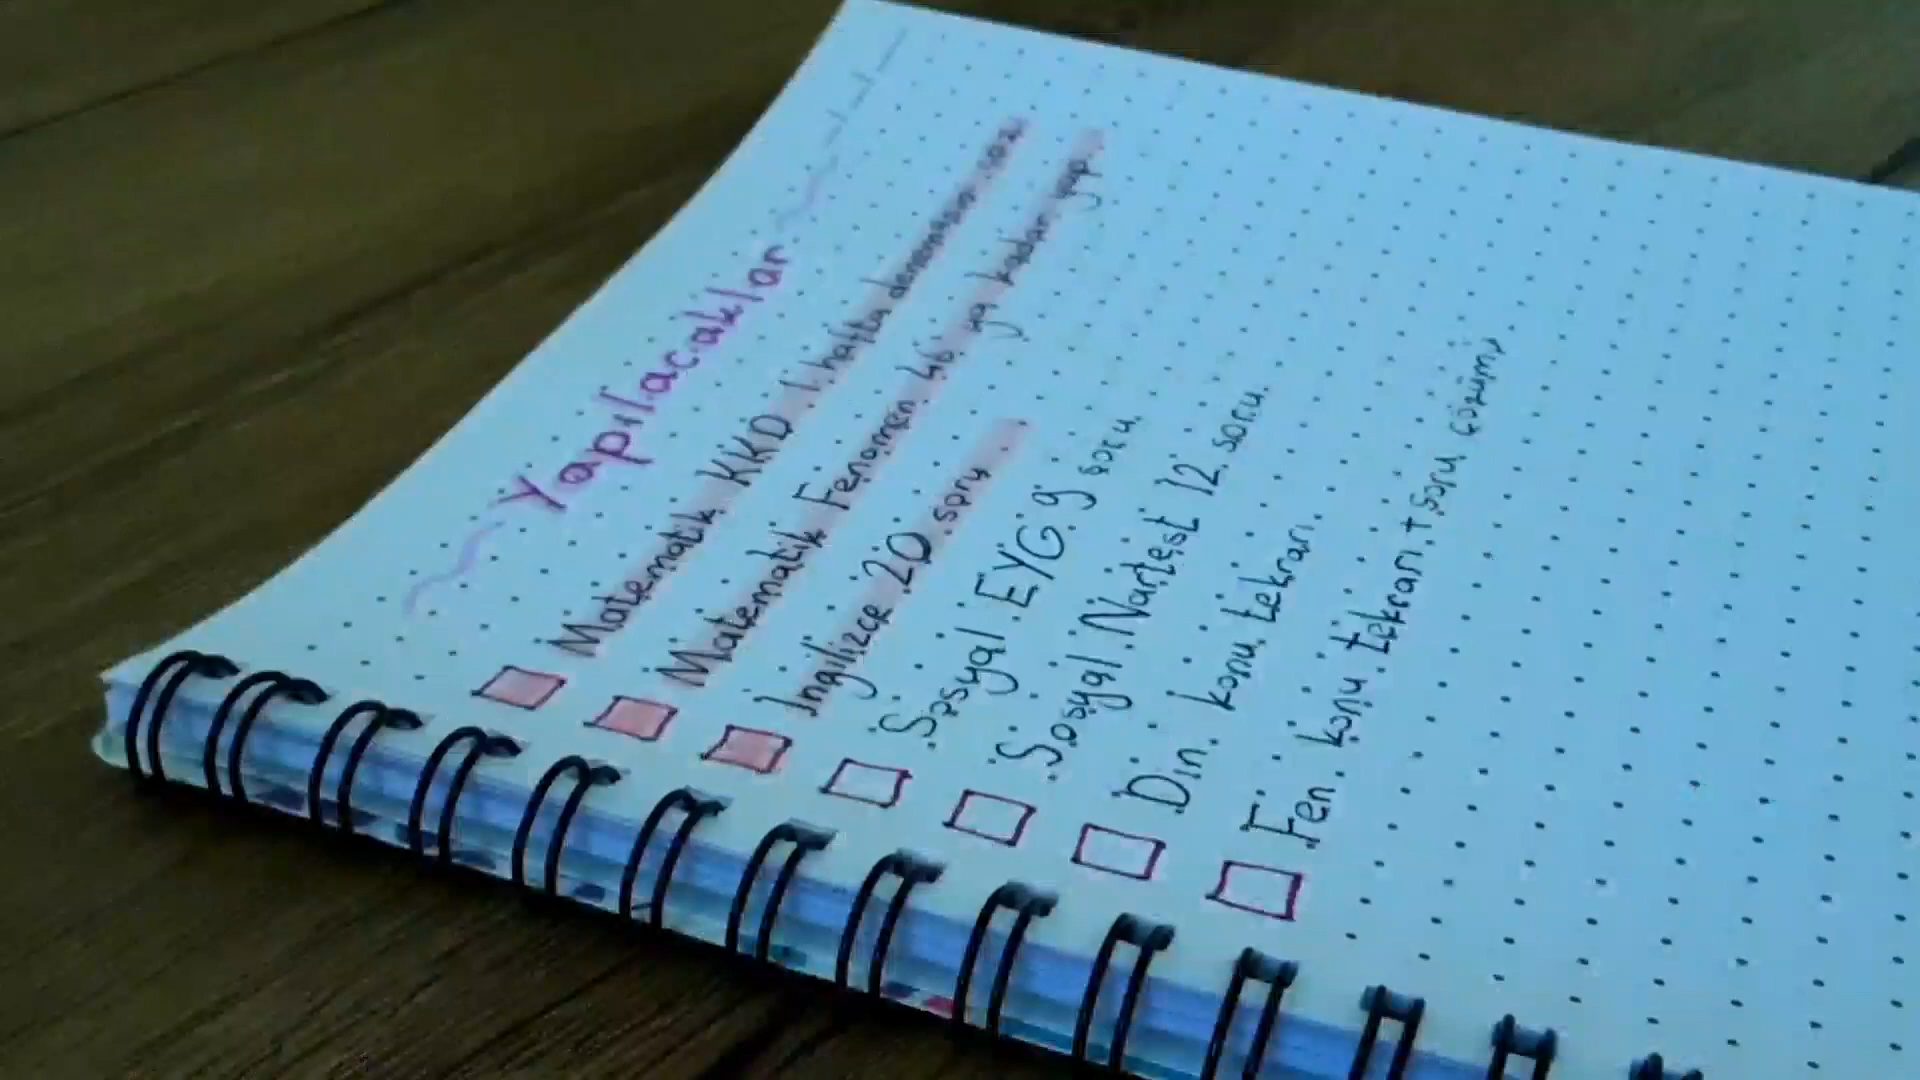 Yapılacaklar
Matematik KKD 1. hafta denemesini çöz
Matematik Fenomen 46 ya kadar yap.
İngilizce 20 soru
Sosyal EYG 9 soru
Sosyal Nartest 12 soru
Din konu tekrarı
Fen konu tekrarı + soru çözümü